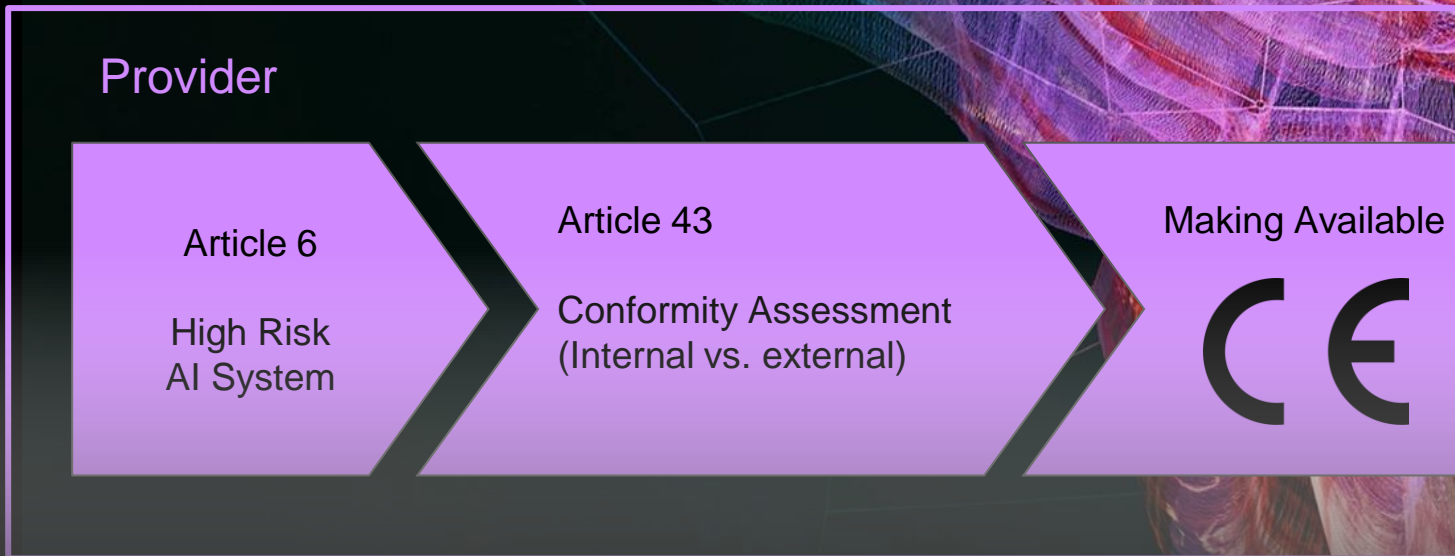 Provider
Article 6
High Risk
AI System
Article 43
Conformity Assessment
(Internal vs. external)
Making Available
CE